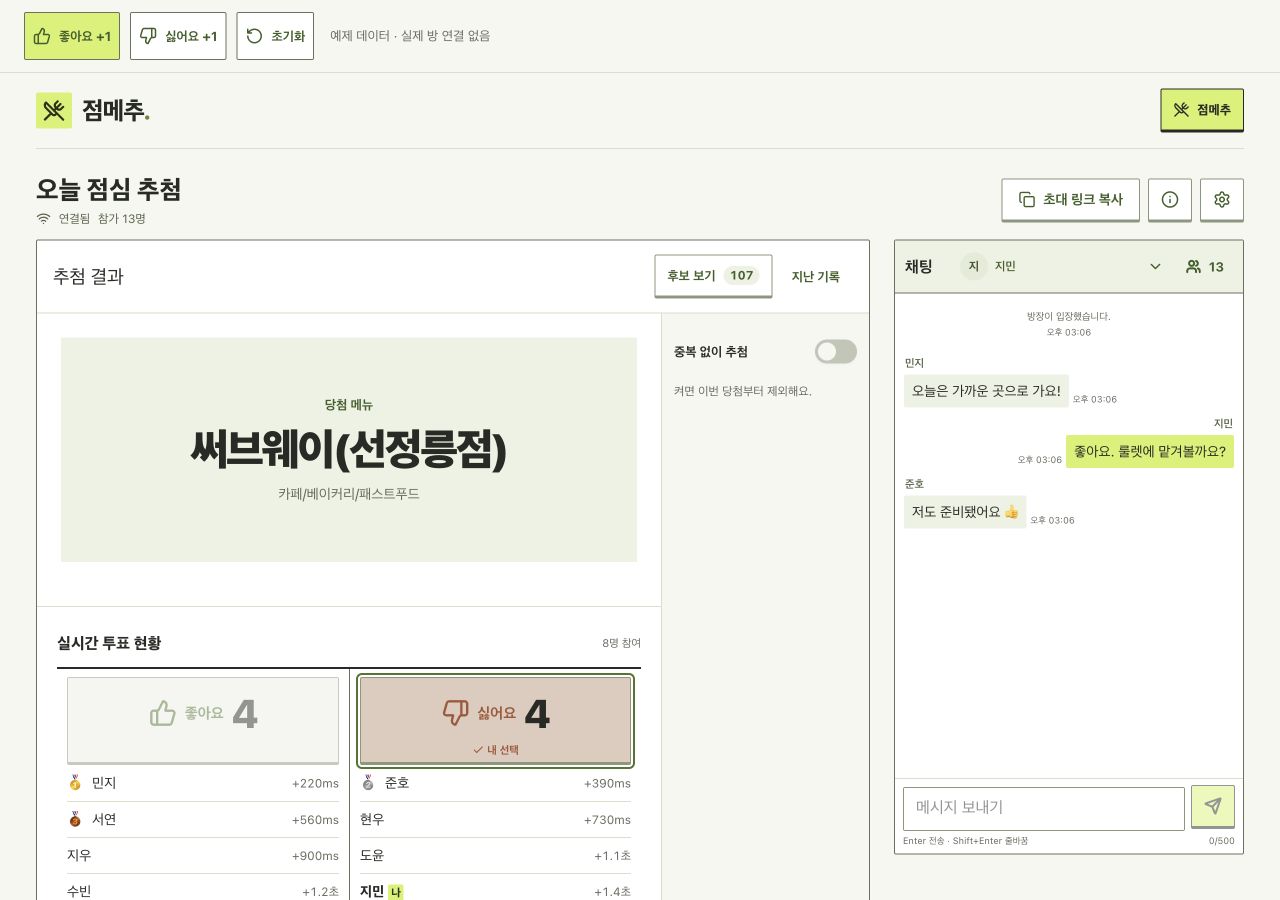 좋아요 +1
싫어요 +1
초기화
예제 데이터 · 실제 방 연결 없음
점메추.
점메추
오늘 점심 추첨
연결됨 참가 13명
초대 링크 복사
추첨 결과
후보 보기 107
지난 기록
당첨 메뉴
써브웨이(선정릉점)
카페/베이커리/패스트푸드
중복 없이 추첨
켜면 이번 당첨부터 제외해요.
실시간 투표 현황
8명 참여
좋아요 4
싫어요 4
내 선택
민지 +220ms
서연 +560ms
지우 +900ms
수빈 +1.2초
준호 +390ms
현우 +730ms
도윤 +1.1초
지민 나 +1.4초
채팅
지 지민
13
방장이 입장했습니다.
오후 03:06
민지
오늘은 가까운 곳으로 가요!
오후 03:06
지민
오후 03:06
좋아요. 룰렛에 맡겨볼까요?
준호
저도 준비됐어요 👍
오후 03:06
메시지 보내기
Enter 전송 · Shift+Enter 줄바꿈
0/500